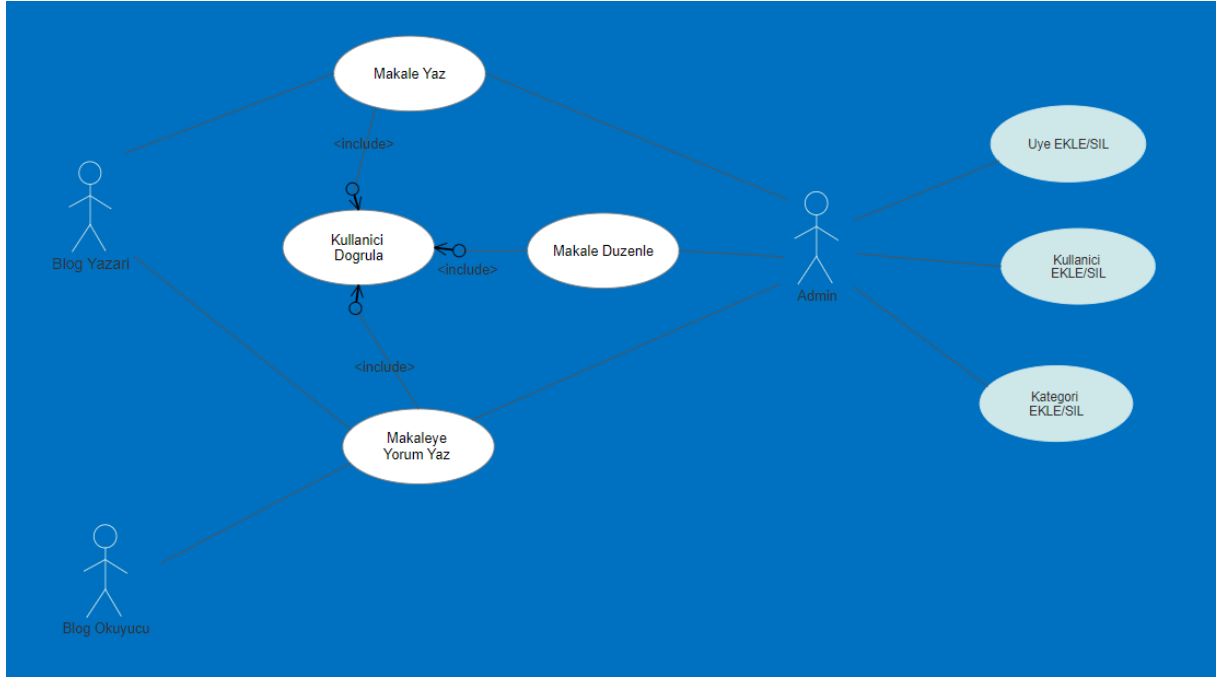 Makale Yaz
<include>
Uye EKLE/SIL
Blog Yazari
Kullanici
Dogrula
<include>
Makale Duzenle
Admin
Kullanici
EKLE/SIL
<include>
Kategori
EKLE/SIL
Makaleye
Yorum Yaz
Blog Okuyucu